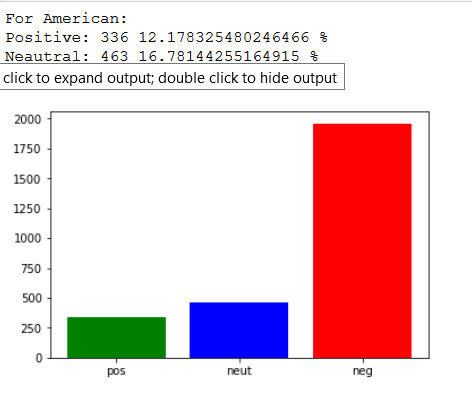 For American:
Positive: 336 12.178325480246466 %
Neautral: 463 16.78144255164915 %
click to expand output; double click to hide output
2000
1750
1500
1250
1000
750
500
250
0
pos neut neg